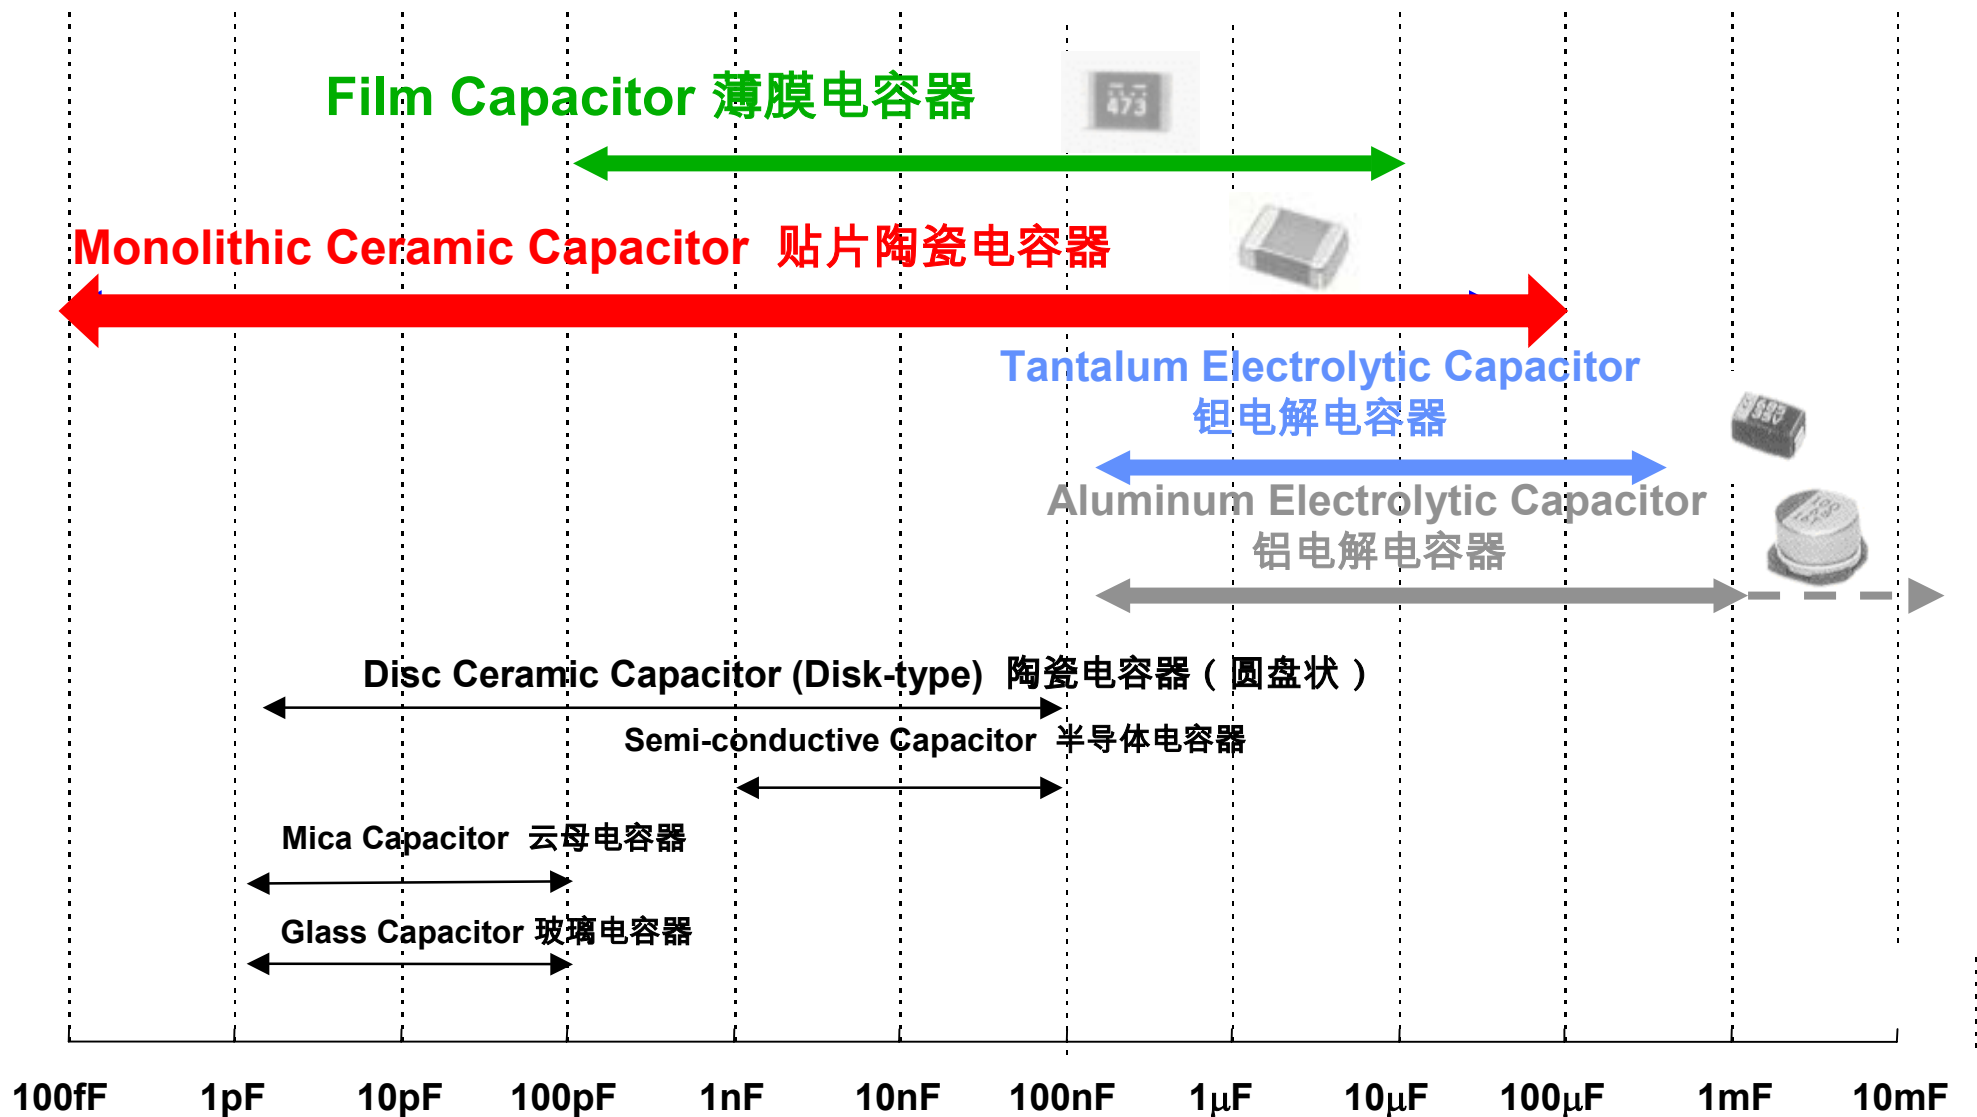 Film Capacitor 薄膜电容器
473
Monolithic Ceramic Capacitor 贴片陶瓷电容器
Tantalum Electrolytic Capacitor
钽电解电容器
Aluminum Electrolytic Capacitor
铝电解电容器
Disc Ceramic Capacitor (Disk-type) 陶瓷电容器（圆盘状）
Semi-conductive Capacitor 半导体电容器
Mica Capacitor 云母电容器
Glass Capacitor 玻璃电容器
100fF 1pF 10pF 100pF 1nF 10nF 100nF 1μF 10μF 100μF 1mF 10mF